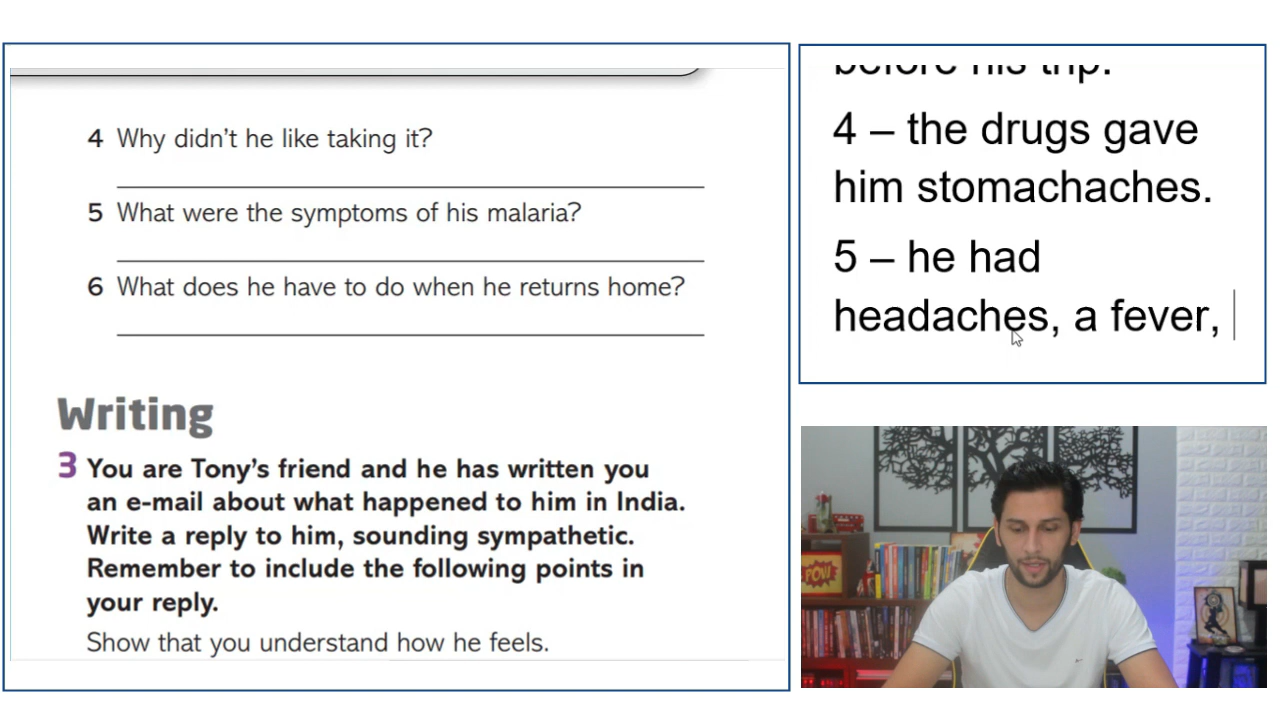 4 Why didn't he like taking it?
5 What were the symptoms of his malaria?
6 What does he have to do when he returns home?
Writing
3 You are Tony's friend and he has written you
an e-mail about what happened to him in India.
Write a reply to him, sounding sympathetic.
Remember to include the following points in
your reply.
Show that you understand how he feels.
before his trip.
4 – the drugs gave
him stomachaches.
5 – he had
headaches, a fever,
POW!